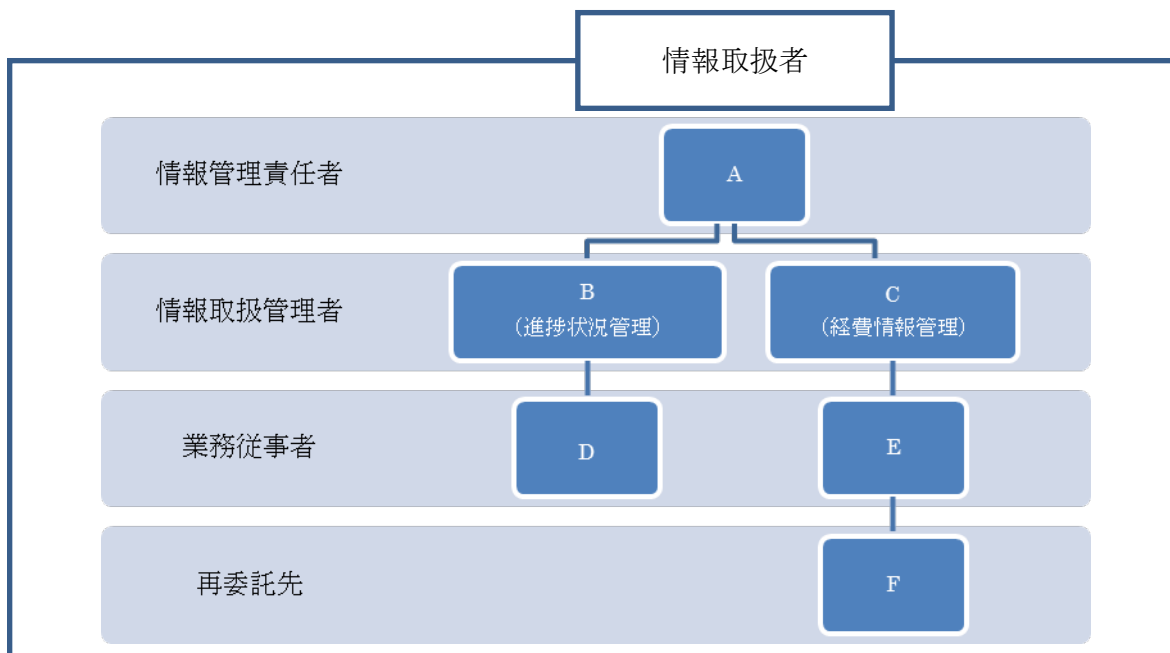 情報取扱者
情報管理責任者
A
情報取扱管理者
B
（進捗状況管理）
C
（経費情報管理）
業務従事者
D
E
再委託先
F